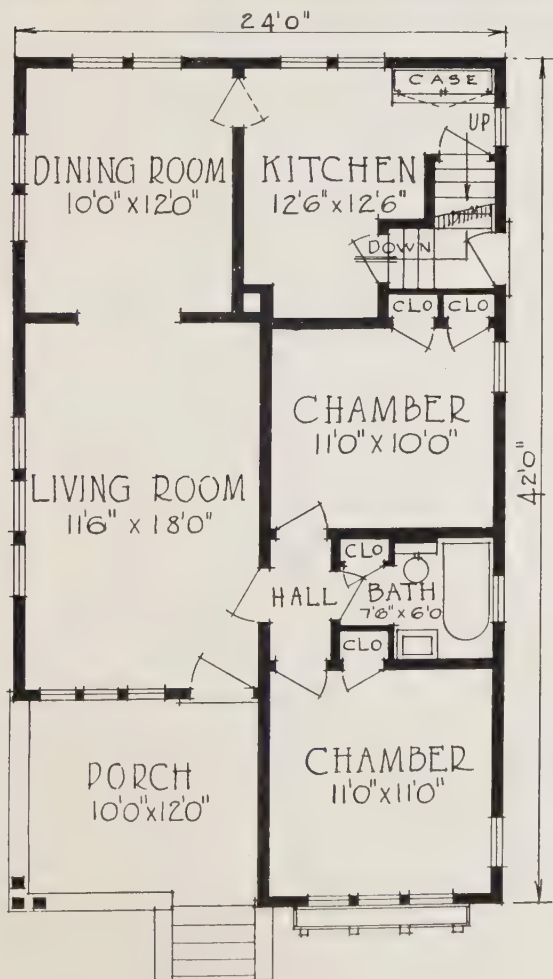 24'0"
CASE
UP
DINING ROOM
10'0" X 12'0"
KITCHEN
12'6" X 12'6"
DOWN
CLO
CLO
CHAMBER
11'0" X 10'0"
42'0"
LIVING ROOM
11'6" X 18'0"
CLO
HALL
BATH
7'6" X 6'0
CLO
CHAMBER
11'0" X 11'0"
PORCH
10'0" X 12'0"